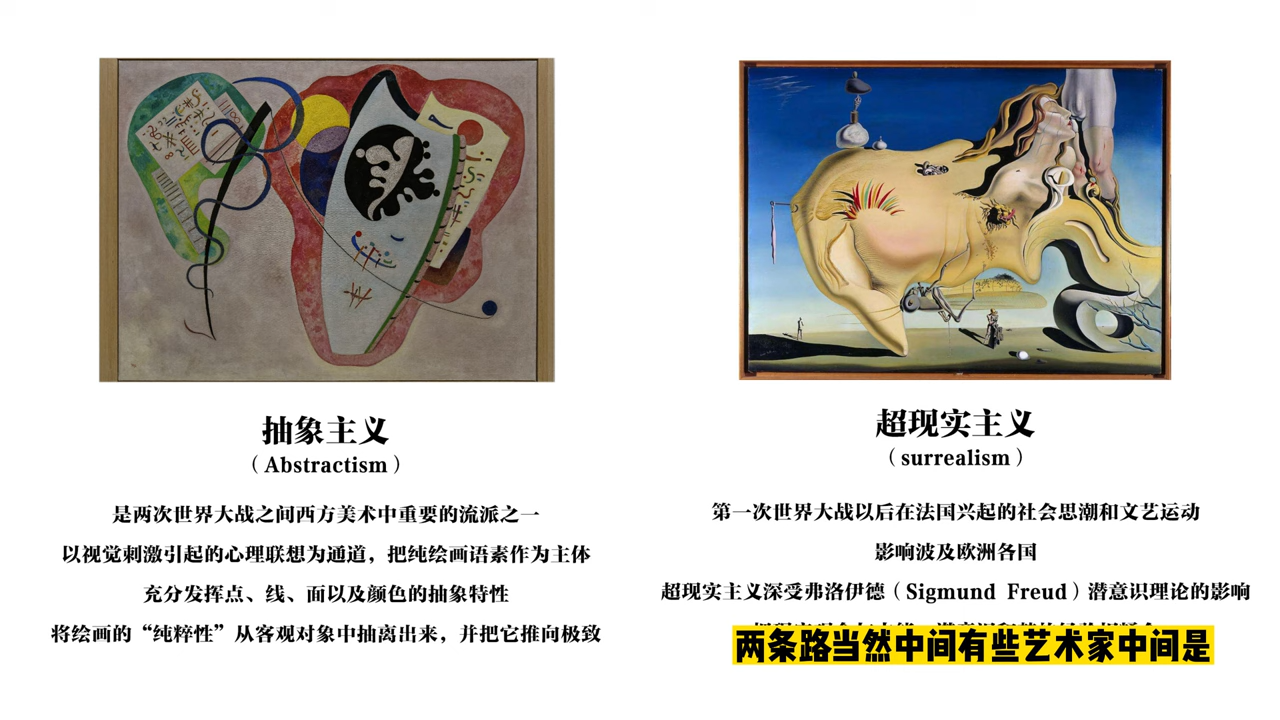 抽象主义
（Abstractism）
是两次世界大战之间西方美术中重要的流派之一
以视觉刺激引起的心理联想为通道，把纯绘画语素作为主体
充分发挥点、线、面以及颜色的抽象特性
将绘画的“纯粹性”从客观对象中抽离出来，并把它推向极致
超现实主义
（surrealism）
第一次世界大战以后在法国兴起的社会思潮和文艺运动
影响波及欧洲各国
超现实主义深受弗洛伊德（Sigmund Freud）潜意识理论的影响
两条路当然中间有些艺术家中间是